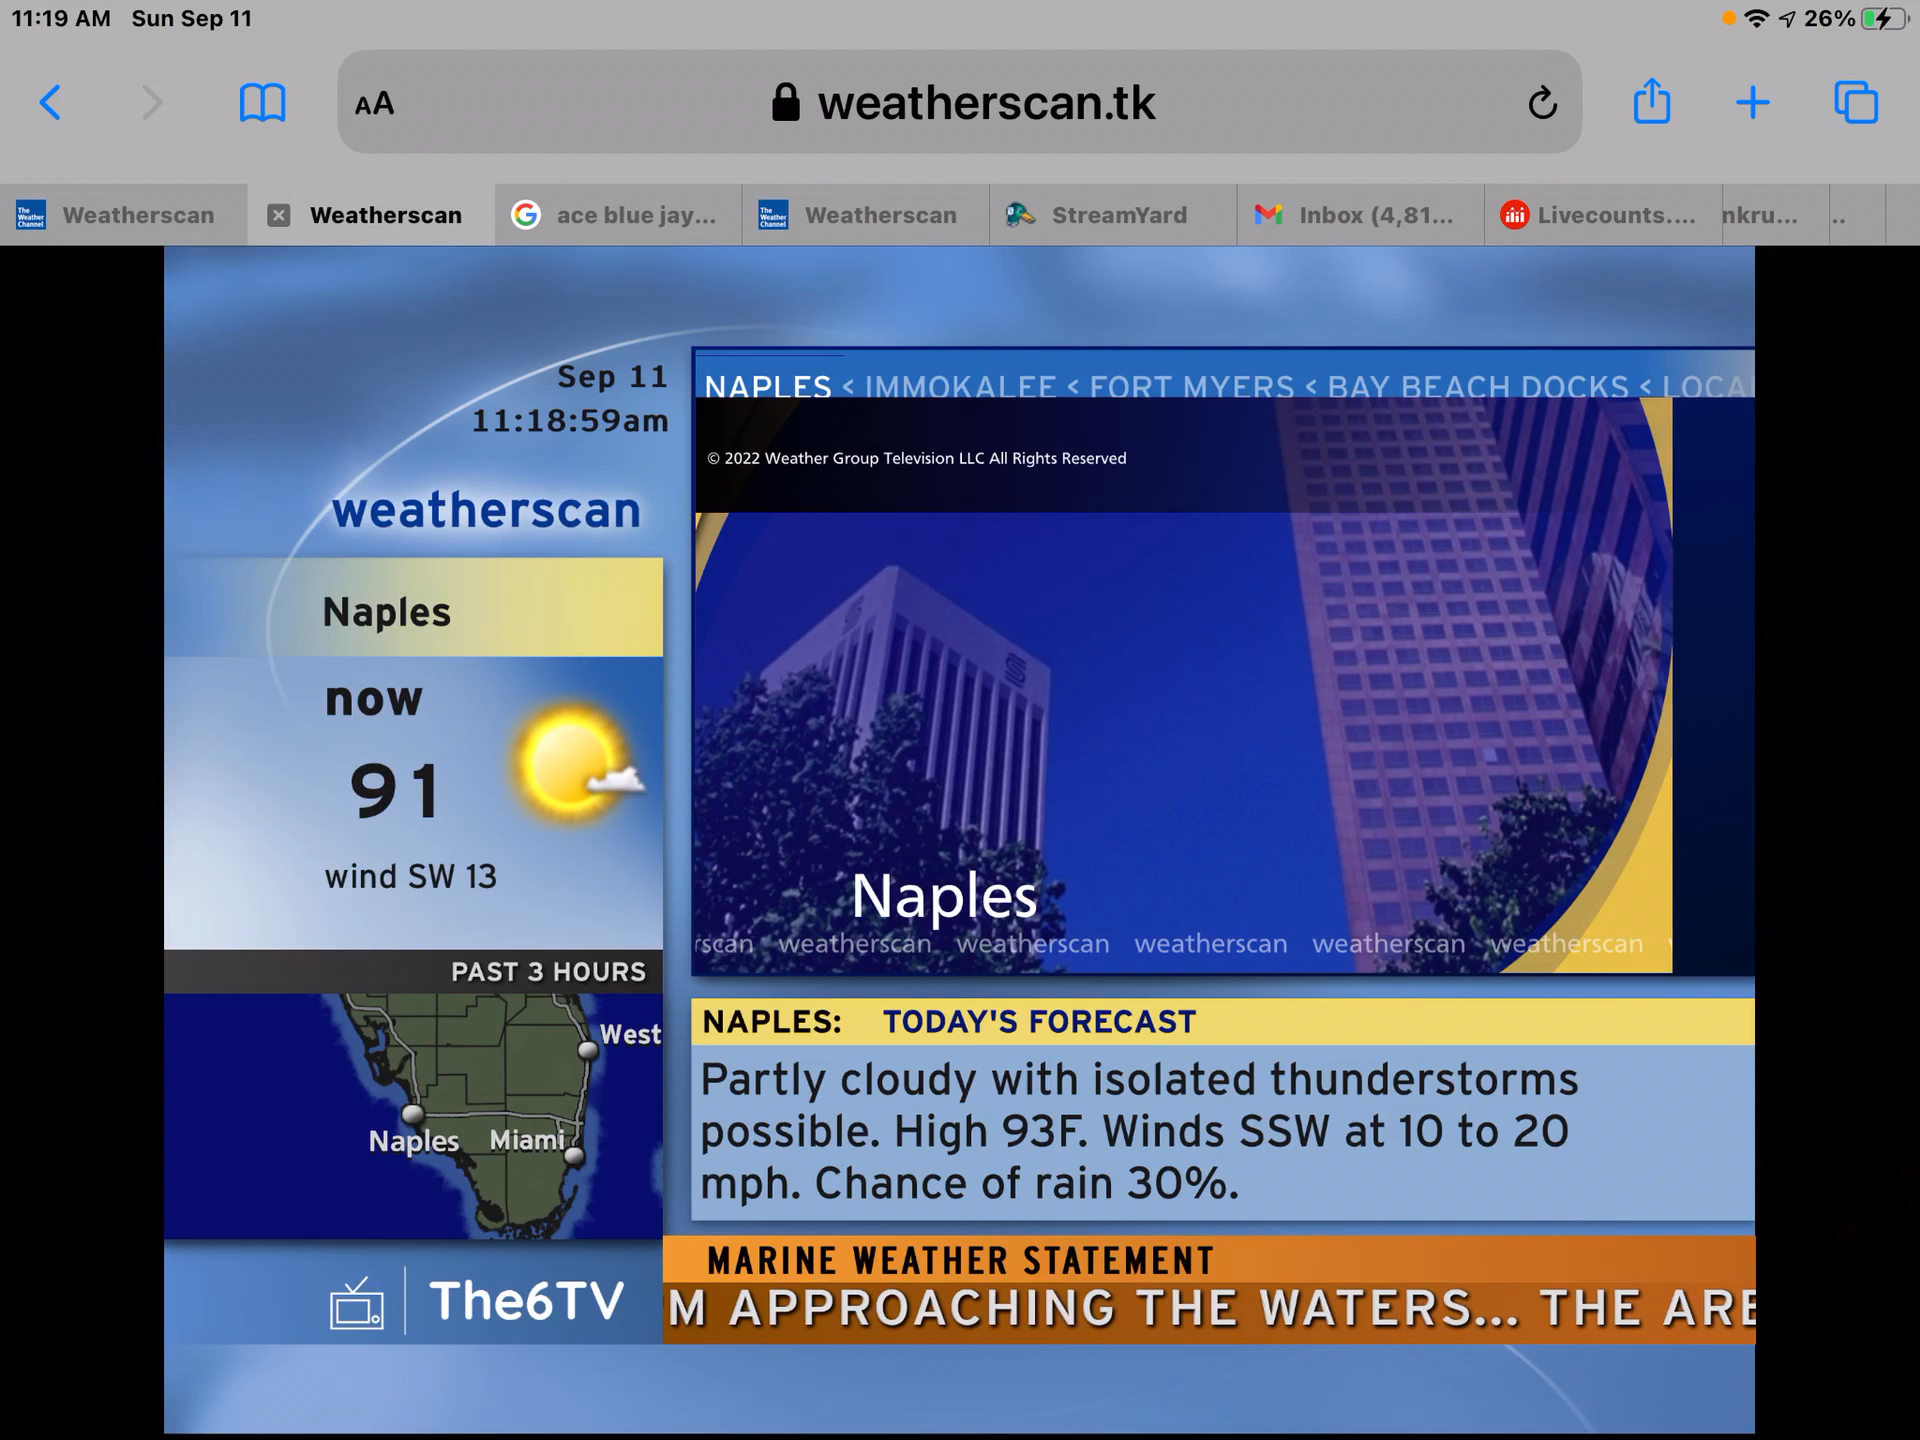 11:19 AM Sun Sep 11
26%
AA
weatherscan.tk
Weatherscan
Weatherscan
ace blue jay...
Weatherscan
StreamYard
Inbox (4,81...
Livecounts....
nkru...
..
Sep 11
11:18:59am
weatherscan
Naples
now
91
wind SW 13
PAST 3 HOURS
West
Naples
Miami
The6TV
NAPLES < IMMOKALEE < FORT MYERS < BAY BEACH DOCKS < LOCA
© 2022 Weather Group Television LLC All Rights Reserved
Naples
rscan weatherscan weatherscan weatherscan weatherscan weatherscan
NAPLES: TODAY'S FORECAST
Partly cloudy with isolated thunderstorms
possible. High 93F. Winds SSW at 10 to 20
mph. Chance of rain 30%.
MARINE WEATHER STATEMENT
M APPROACHING THE WATERS... THE ARE